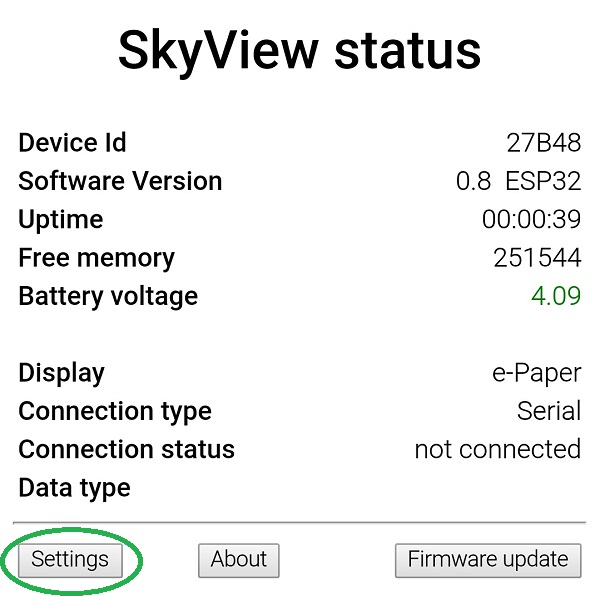 SkyView status
Device Id 27B48
Software Version 0.8 ESP32
Uptime 00:00:39
Free memory 251544
Battery voltage 4.09
Display e-Paper
Connection type Serial
Connection status not connected
Data type
Settings About Firmware update